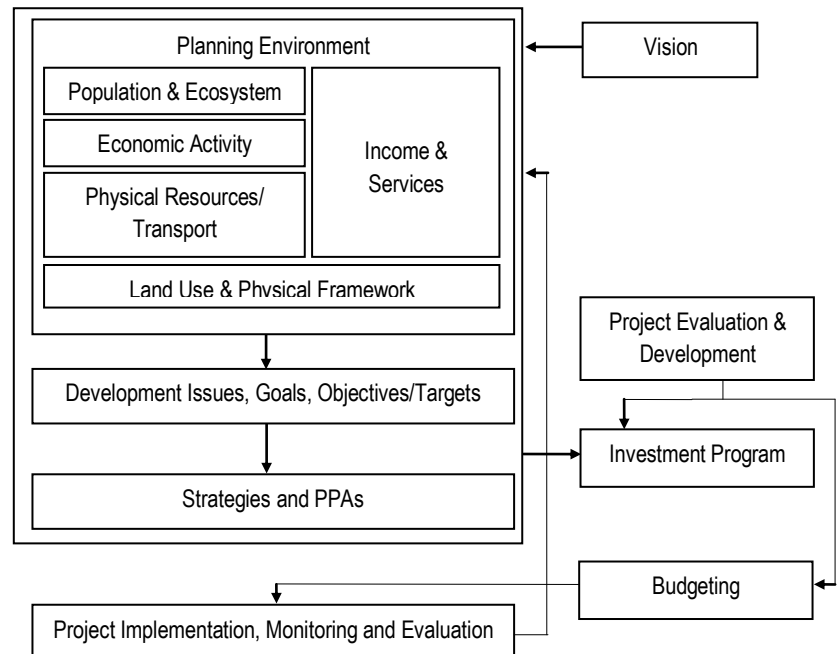 Planning Environment
Vision
Population & Ecosystem
Economic Activity
Income &
Services
Physical Resources/
Transport
Land Use & Physical Framework
Project Evaluation &
Development
Development Issues, Goals, Objectives/Targets
Investment Program
Strategies and PPAs
Budgeting
Project Implementation, Monitoring and Evaluation